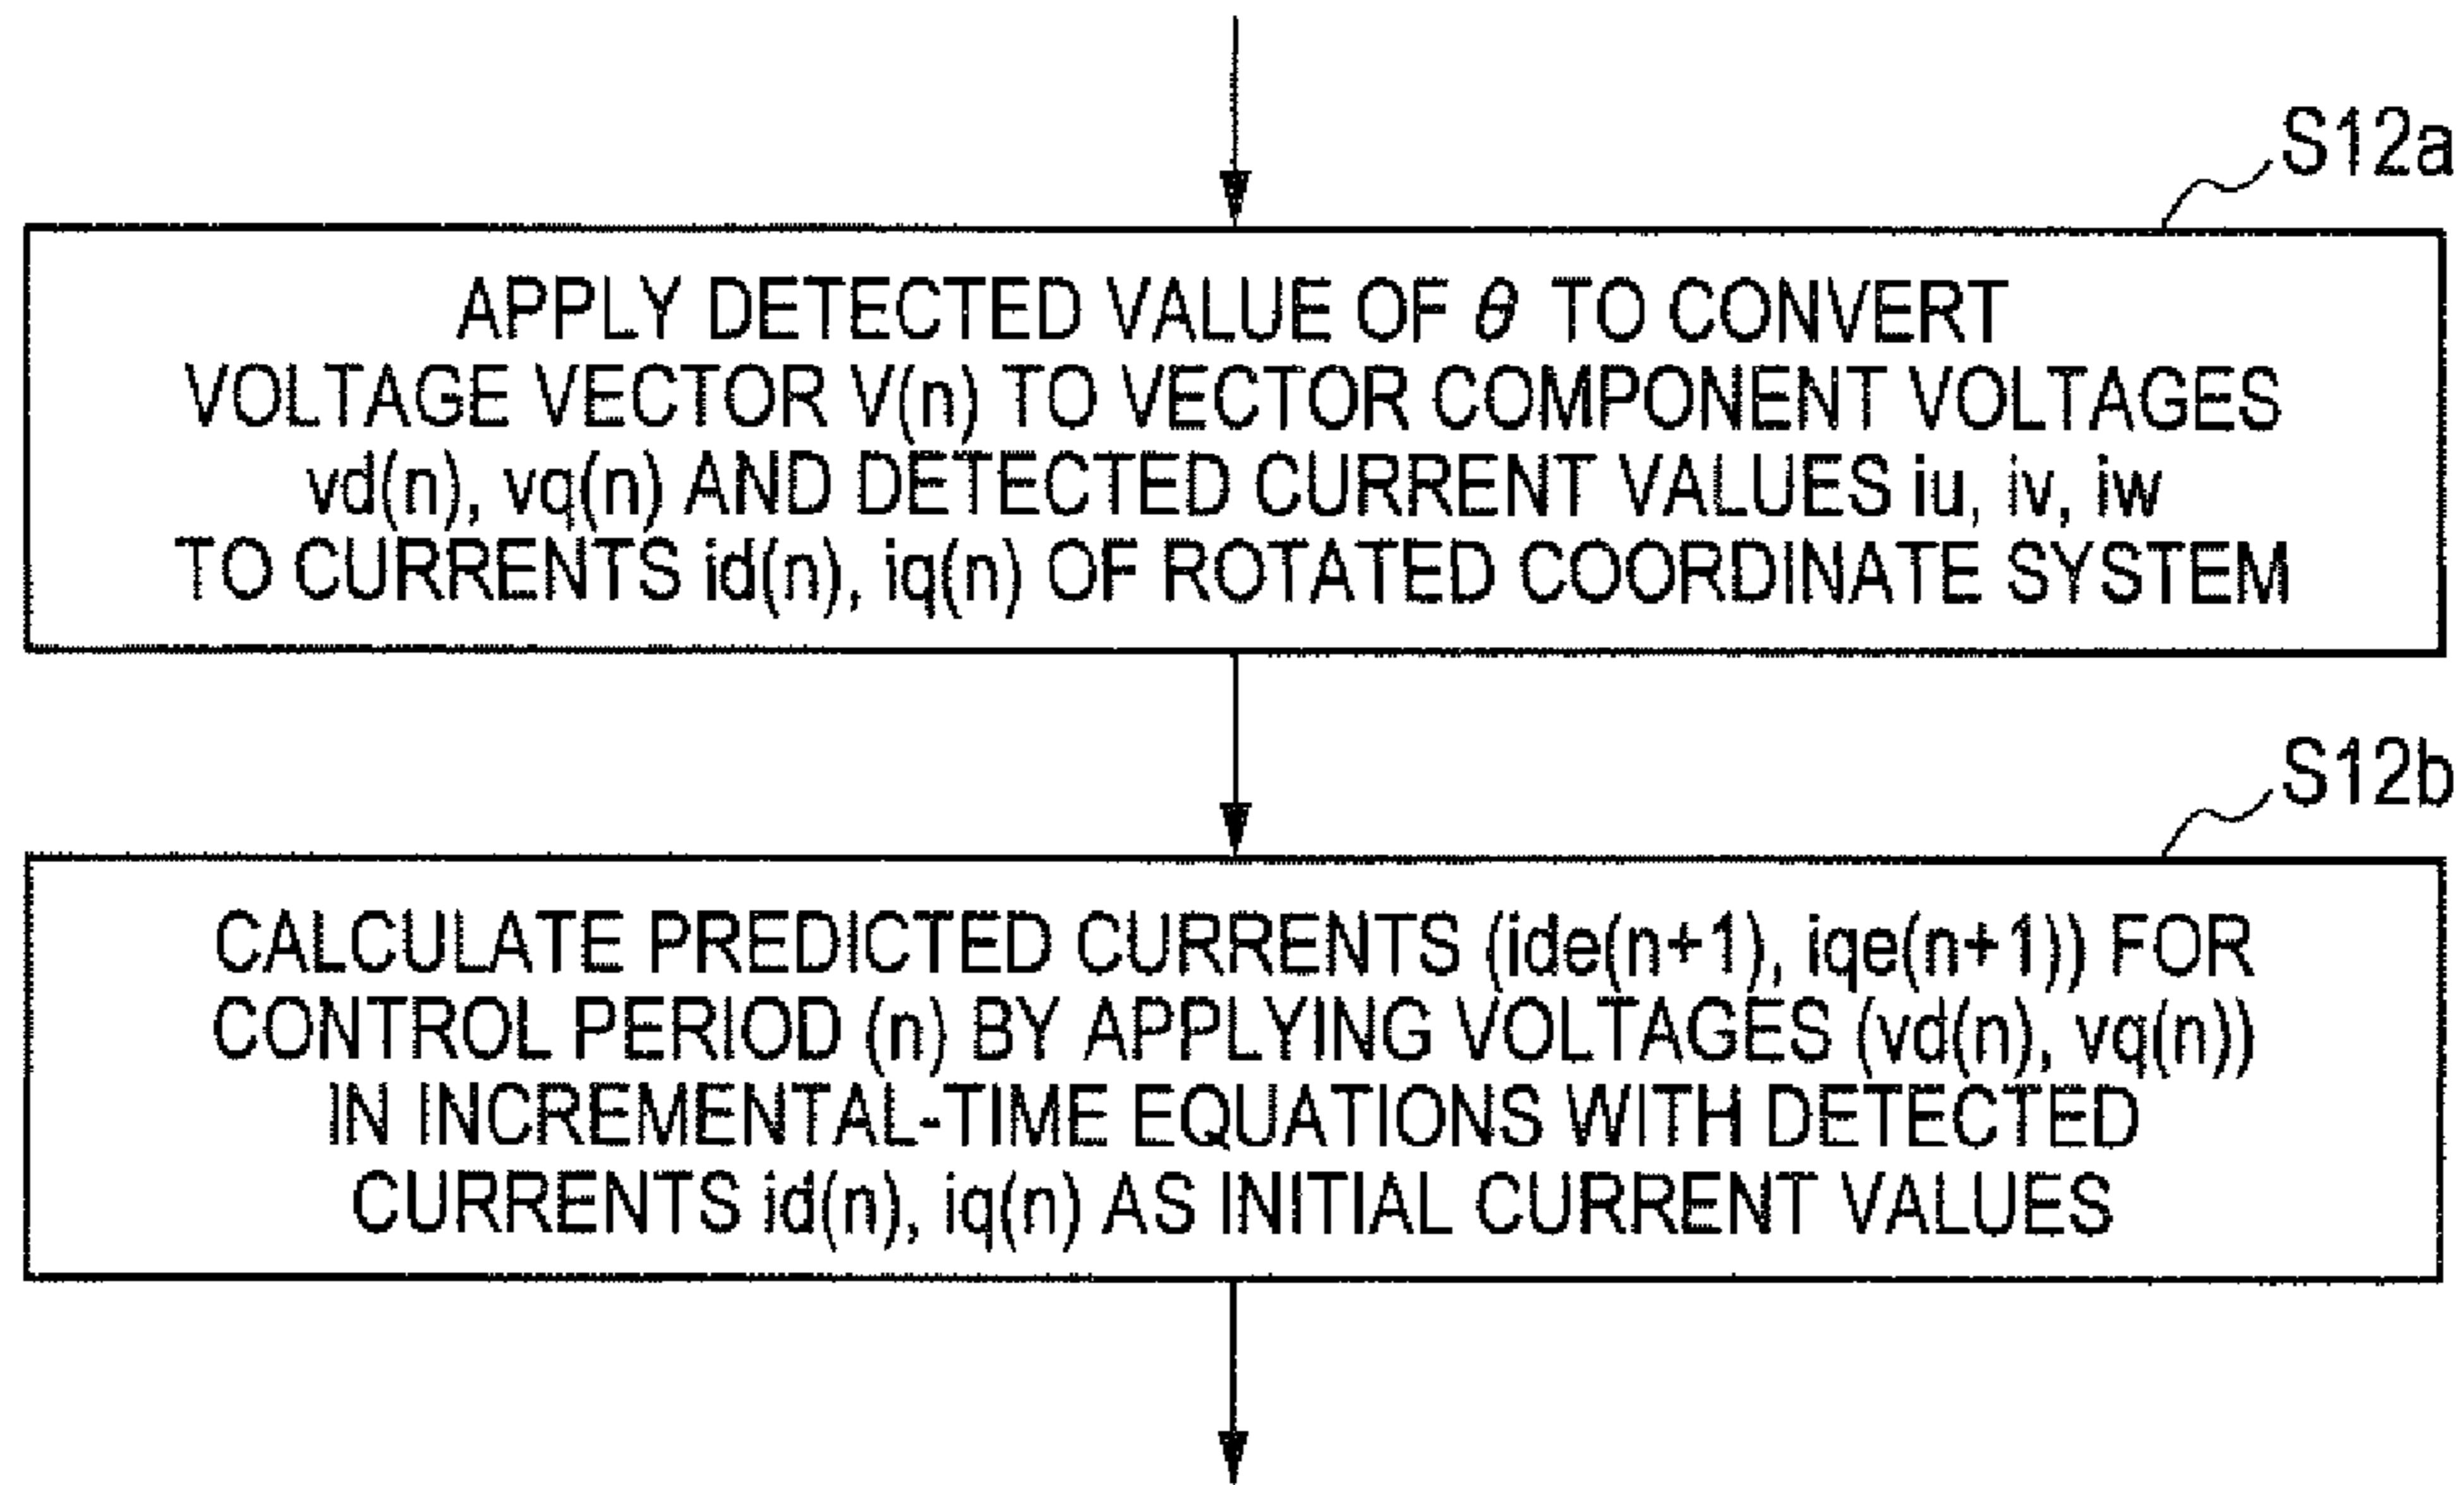 S12a
APPLY DETECTED VALUE OF θ TO CONVERT
VOLTAGE VECTOR V(n) TO VECTOR COMPONENT VOLTAGES
vd(n), vq(n) AND DETECTED CURRENT VALUES iu, iv, iw
TO CURRENTS id(n), iq(n) OF ROTATED COORDINATE SYSTEM
S12b
CALCULATE PREDICTED CURRENTS (ide(n+1), iqe(n+1)) FOR
CONTROL PERIOD (n) BY APPLYING VOLTAGES (vd(n), vq(n))
IN INCREMENTAL-TIME EQUATIONS WITH DETECTED
CURRENTS id(n), iq(n) AS INITIAL CURRENT VALUES